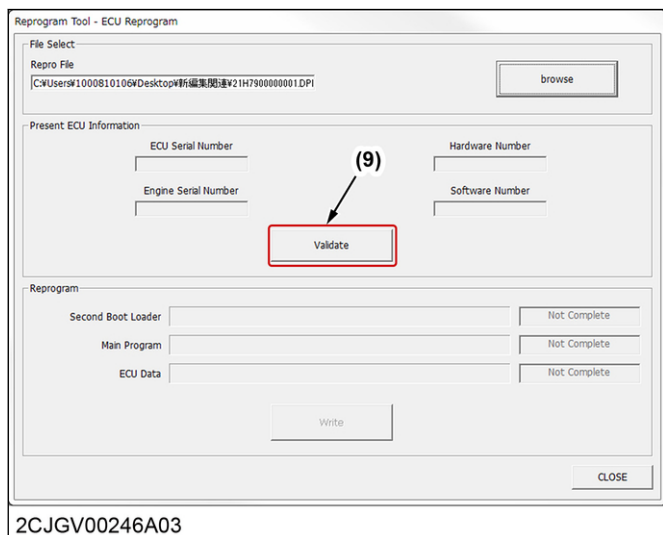 Reprogram Tool - ECU Reprogram
File Select
Repro File
C:¥Users¥1000810106¥Desktop¥新編集関連¥21H7900000001.DPI
browse
Present ECU Information
ECU Serial Number
Hardware Number
(9)
Engine Serial Number
Software Number
Validate
Reprogram
Second Boot Loader
Not Complete
Main Program
Not Complete
ECU Data
Not Complete
Write
CLOSE
2CJGV00246A03